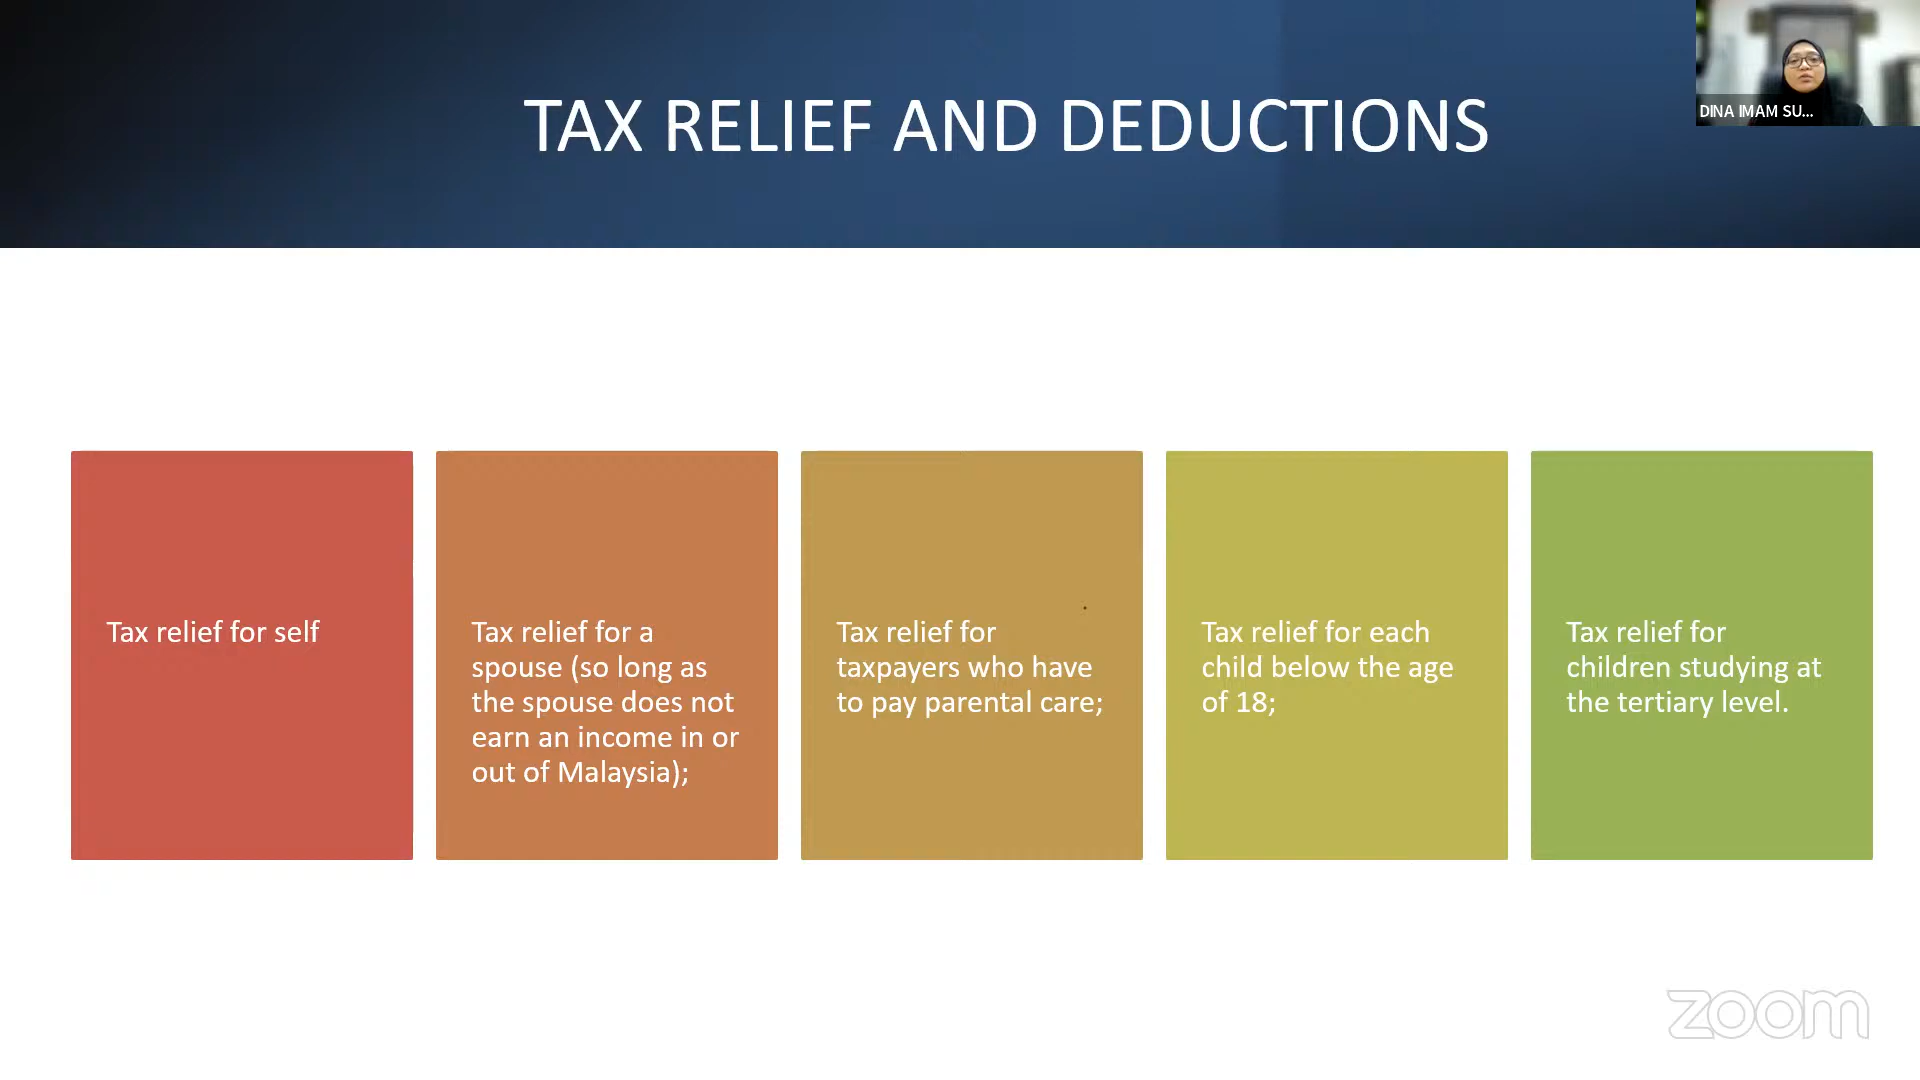 TAX RELIEF AND DEDUCTIONS
DINA IMAM SU...
Tax relief for self
Tax relief for a
spouse (so long as
the spouse does not
earn an income in or
out of Malaysia);
Tax relief for
taxpayers who have
to pay parental care;
Tax relief for each
child below the age
of 18;
Tax relief for
children studying at
the tertiary level.
zoom